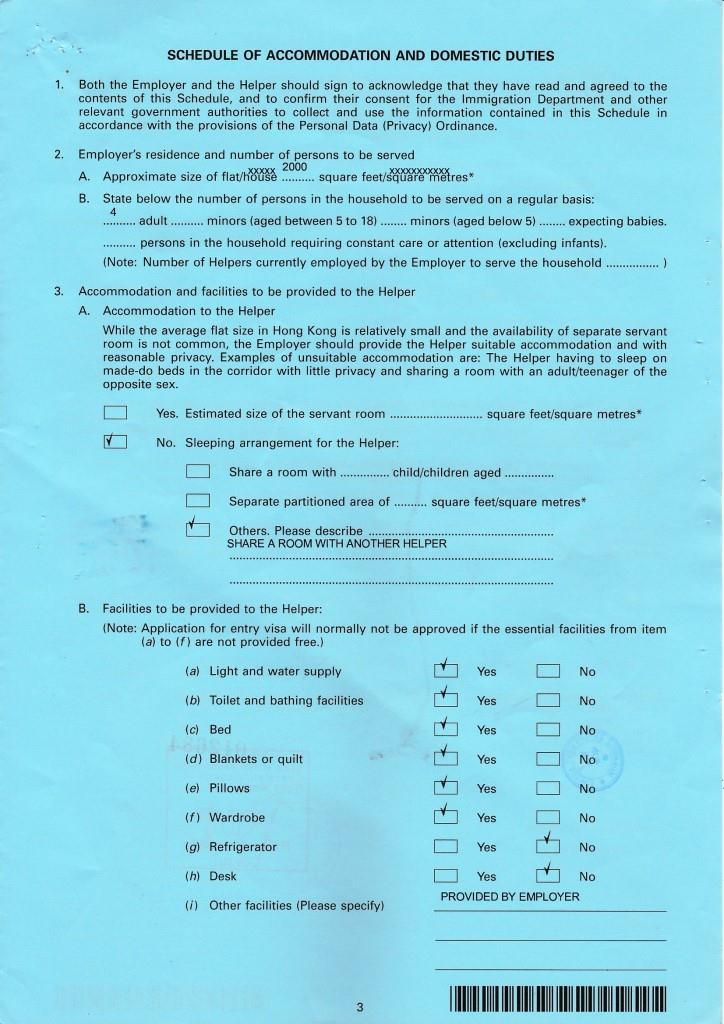 SCHEDULE OF ACCOMMODATION AND DOMESTIC DUTIES
1. Both the Employer and the Helper should sign to acknowledge that they have read and agreed to the
contents of this Schedule, and to confirm their consent for the Immigration Department and other
relevant government authorities to collect and use the information contained in this Schedule in
accordance with the provisions of the Personal Data (Privacy) Ordinance.
2. Employer's residence and number of persons to be served
A. Approximate size of flat/house 2000 .......... square feet/square metres*
B. State below the number of persons in the household to be served on a regular basis:
4
.......... adult .......... minors (aged between 5 to 18) ........ minors (aged below 5) ........ expecting babies.
.......... persons in the household requiring constant care or attention (excluding infants).
(Note: Number of Helpers currently employed by the Employer to serve the household ................ )
3. Accommodation and facilities to be provided to the Helper
A. Accommodation to the Helper
While the average flat size in Hong Kong is relatively small and the availability of separate servant
room is not common, the Employer should provide the Helper suitable accommodation and with
reasonable privacy. Examples of unsuitable accommodation are: The Helper having to sleep on
made-do beds in the corridor with little privacy and sharing a room with an adult/teenager of the
opposite sex.
Yes. Estimated size of the servant room ............................ square feet/square metres*
No. Sleeping arrangement for the Helper:
Share a room with ............... child/children aged ...............
Separate partitioned area of .......... square feet/square metres*
Others. Please describe ........................................................
SHARE A ROOM WITH ANOTHER HELPER
B. Facilities to be provided to the Helper:
(Note: Application for entry visa will normally not be approved if the essential facilities from item
(a) to (f) are not provided free.)
(a) Light and water supply Yes No
(b) Toilet and bathing facilities Yes No
(c) Bed Yes No
(d) Blankets or quilt Yes No
(e) Pillows Yes No
(f) Wardrobe Yes No
(g) Refrigerator Yes No
(h) Desk Yes No
(i) Other facilities (Please specify) PROVIDED BY EMPLOYER
3